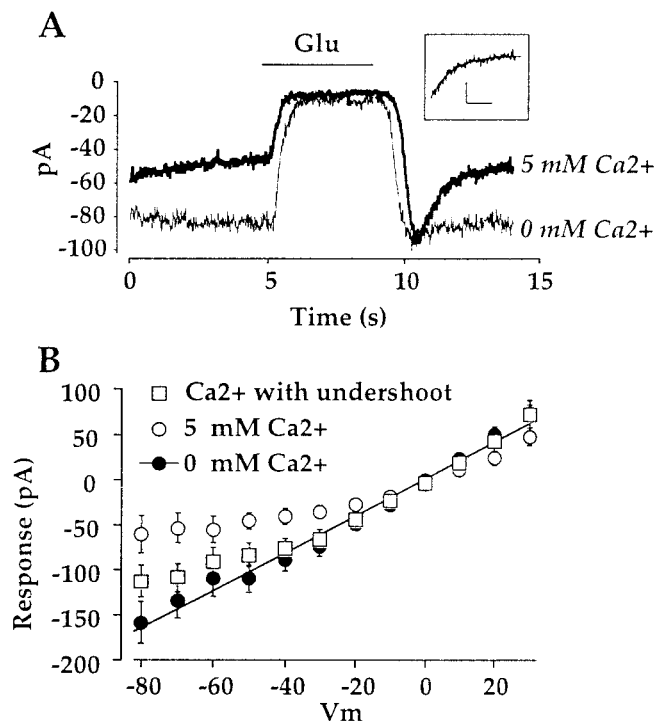 A
Glu
0
-20
-40
-60
-80
-100
pA
5 mM Ca2+
0 mM Ca2+
0
5
10
15
Time (s)
B
100
50
0
-50
-100
-150
-200
Response (pA)
Ca2+ with undershoot
5 mM Ca2+
0 mM Ca2+
-80
-60
-40
-20
0
20
Vm